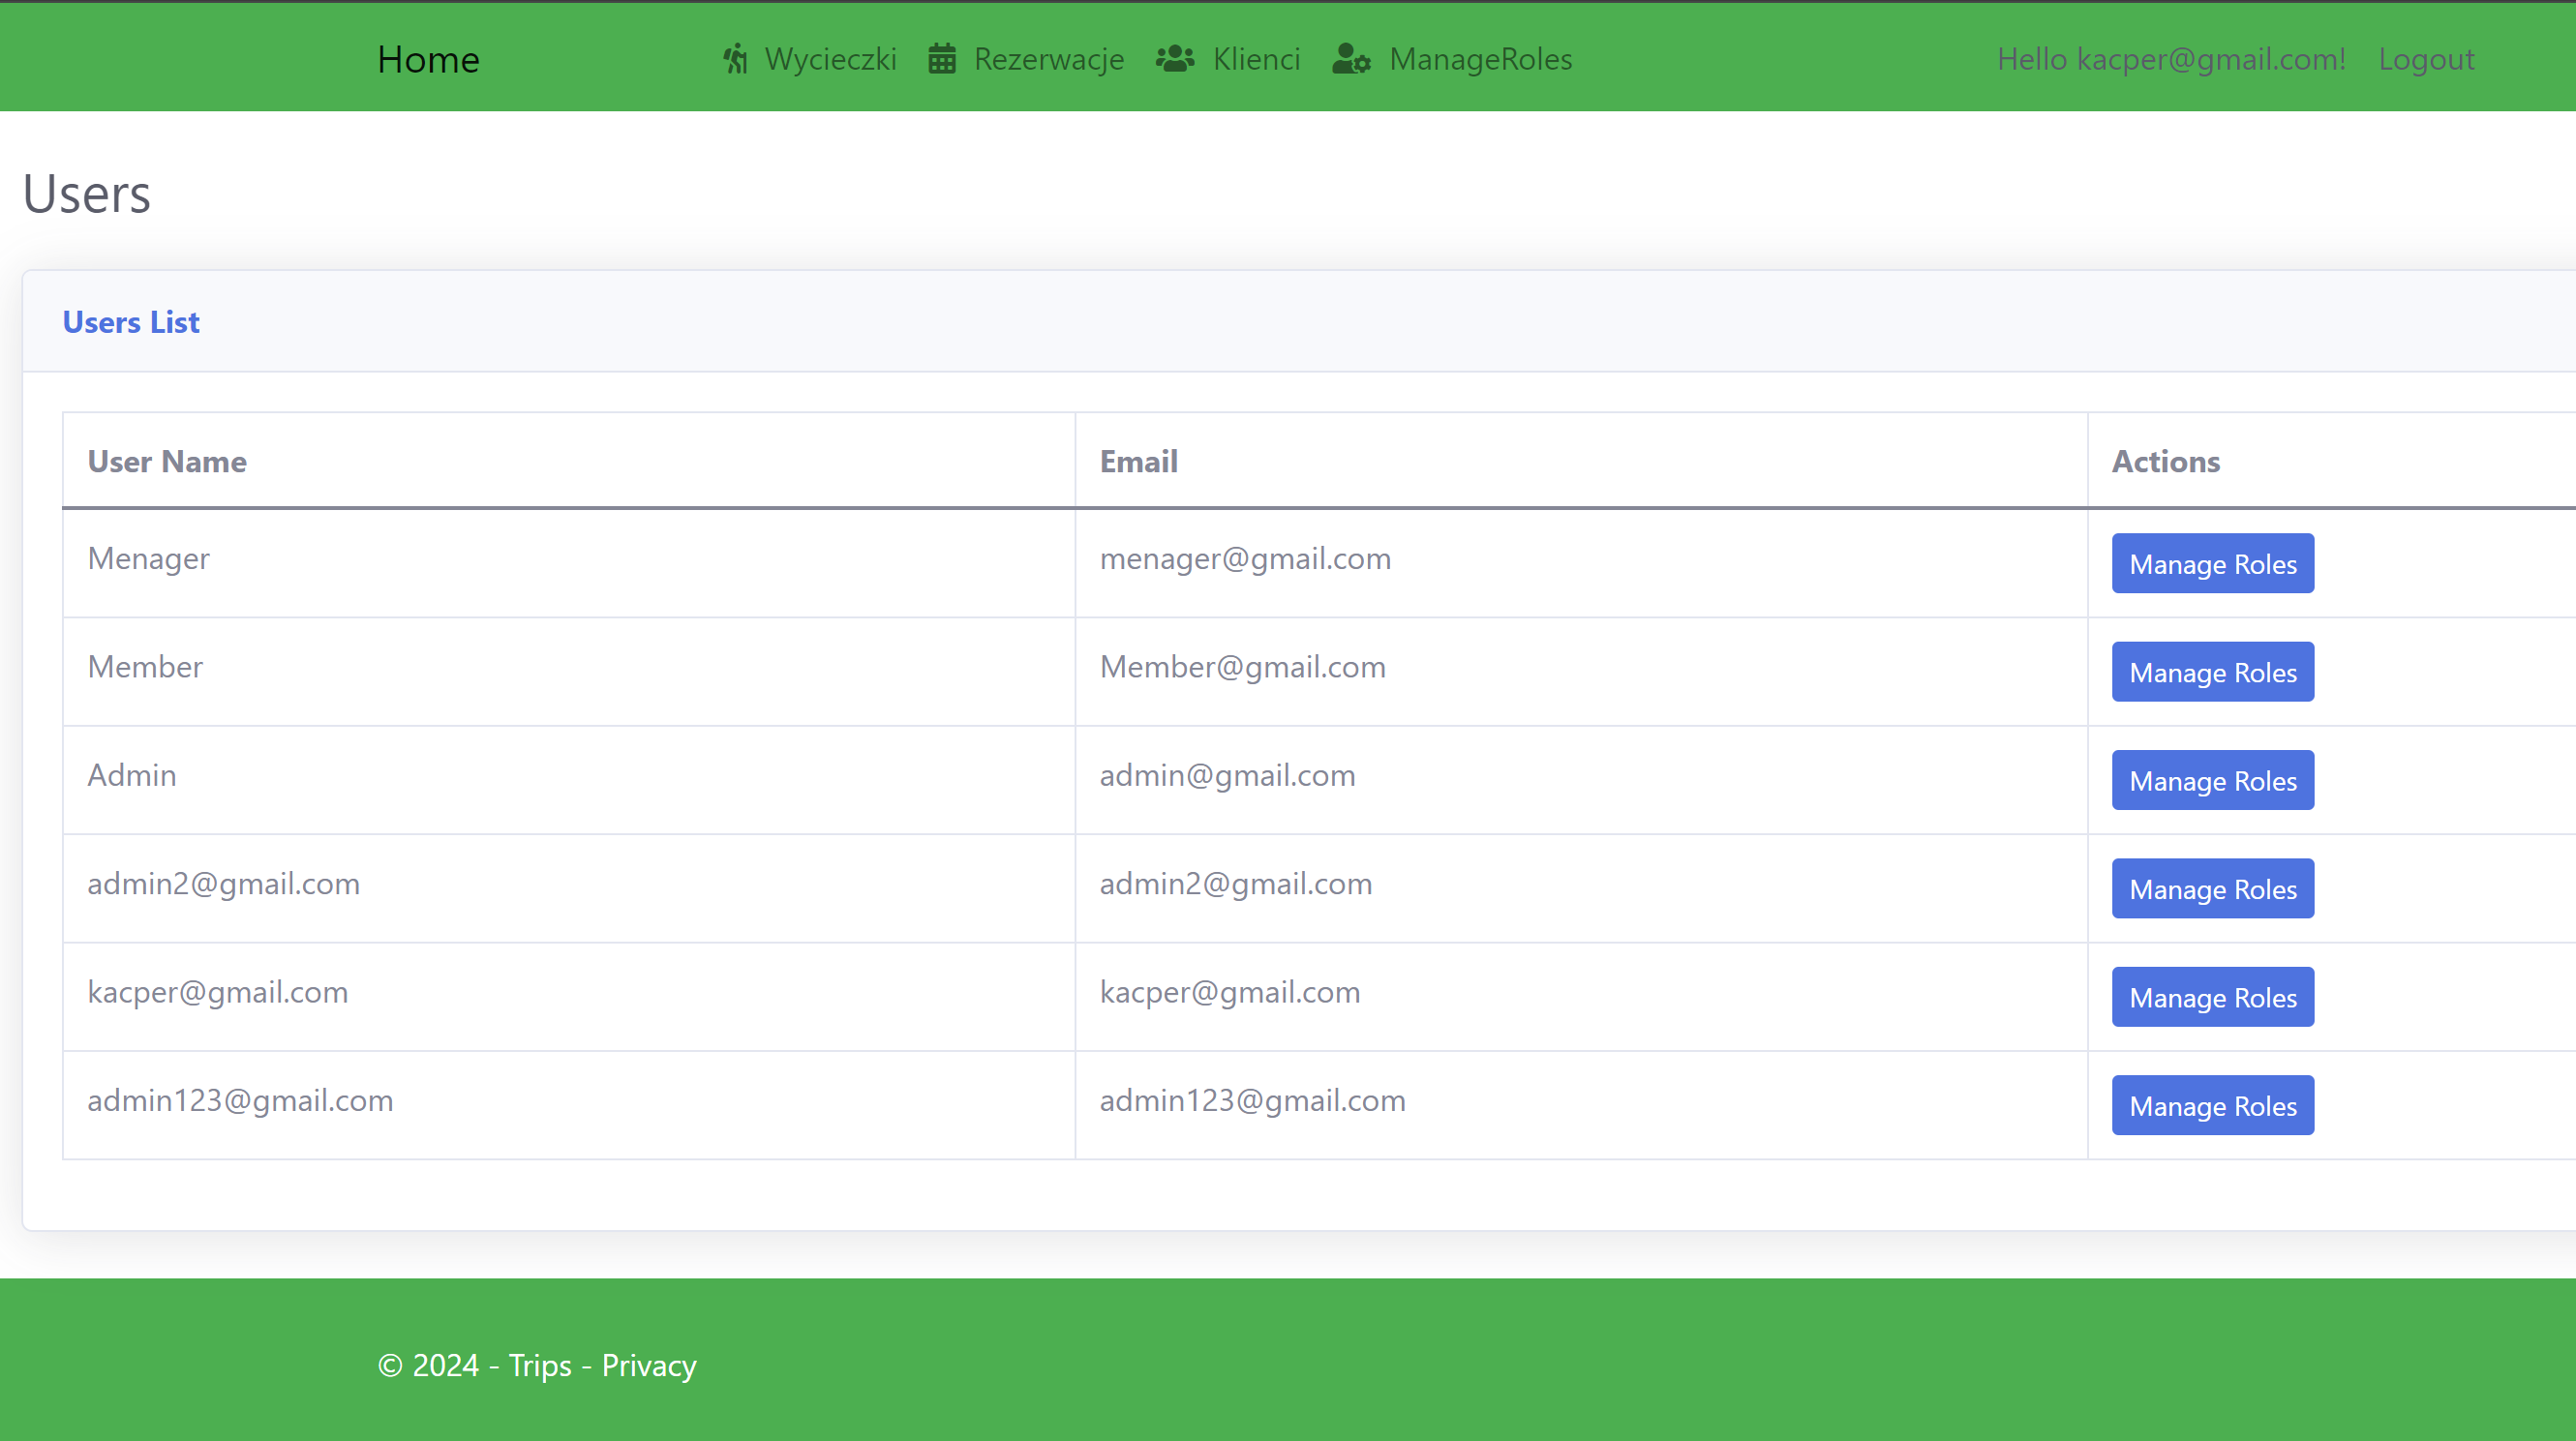 Home Wycieczki Rezerwacje Klienci ManageRoles Hello kacper@gmail.com! Logout
Users
Users List
User Name Email Actions
Menager menager@gmail.com Manage Roles
Member Member@gmail.com Manage Roles
Admin admin@gmail.com Manage Roles
admin2@gmail.com admin2@gmail.com Manage Roles
kacper@gmail.com kacper@gmail.com Manage Roles
admin123@gmail.com admin123@gmail.com Manage Roles
© 2024 - Trips - Privacy